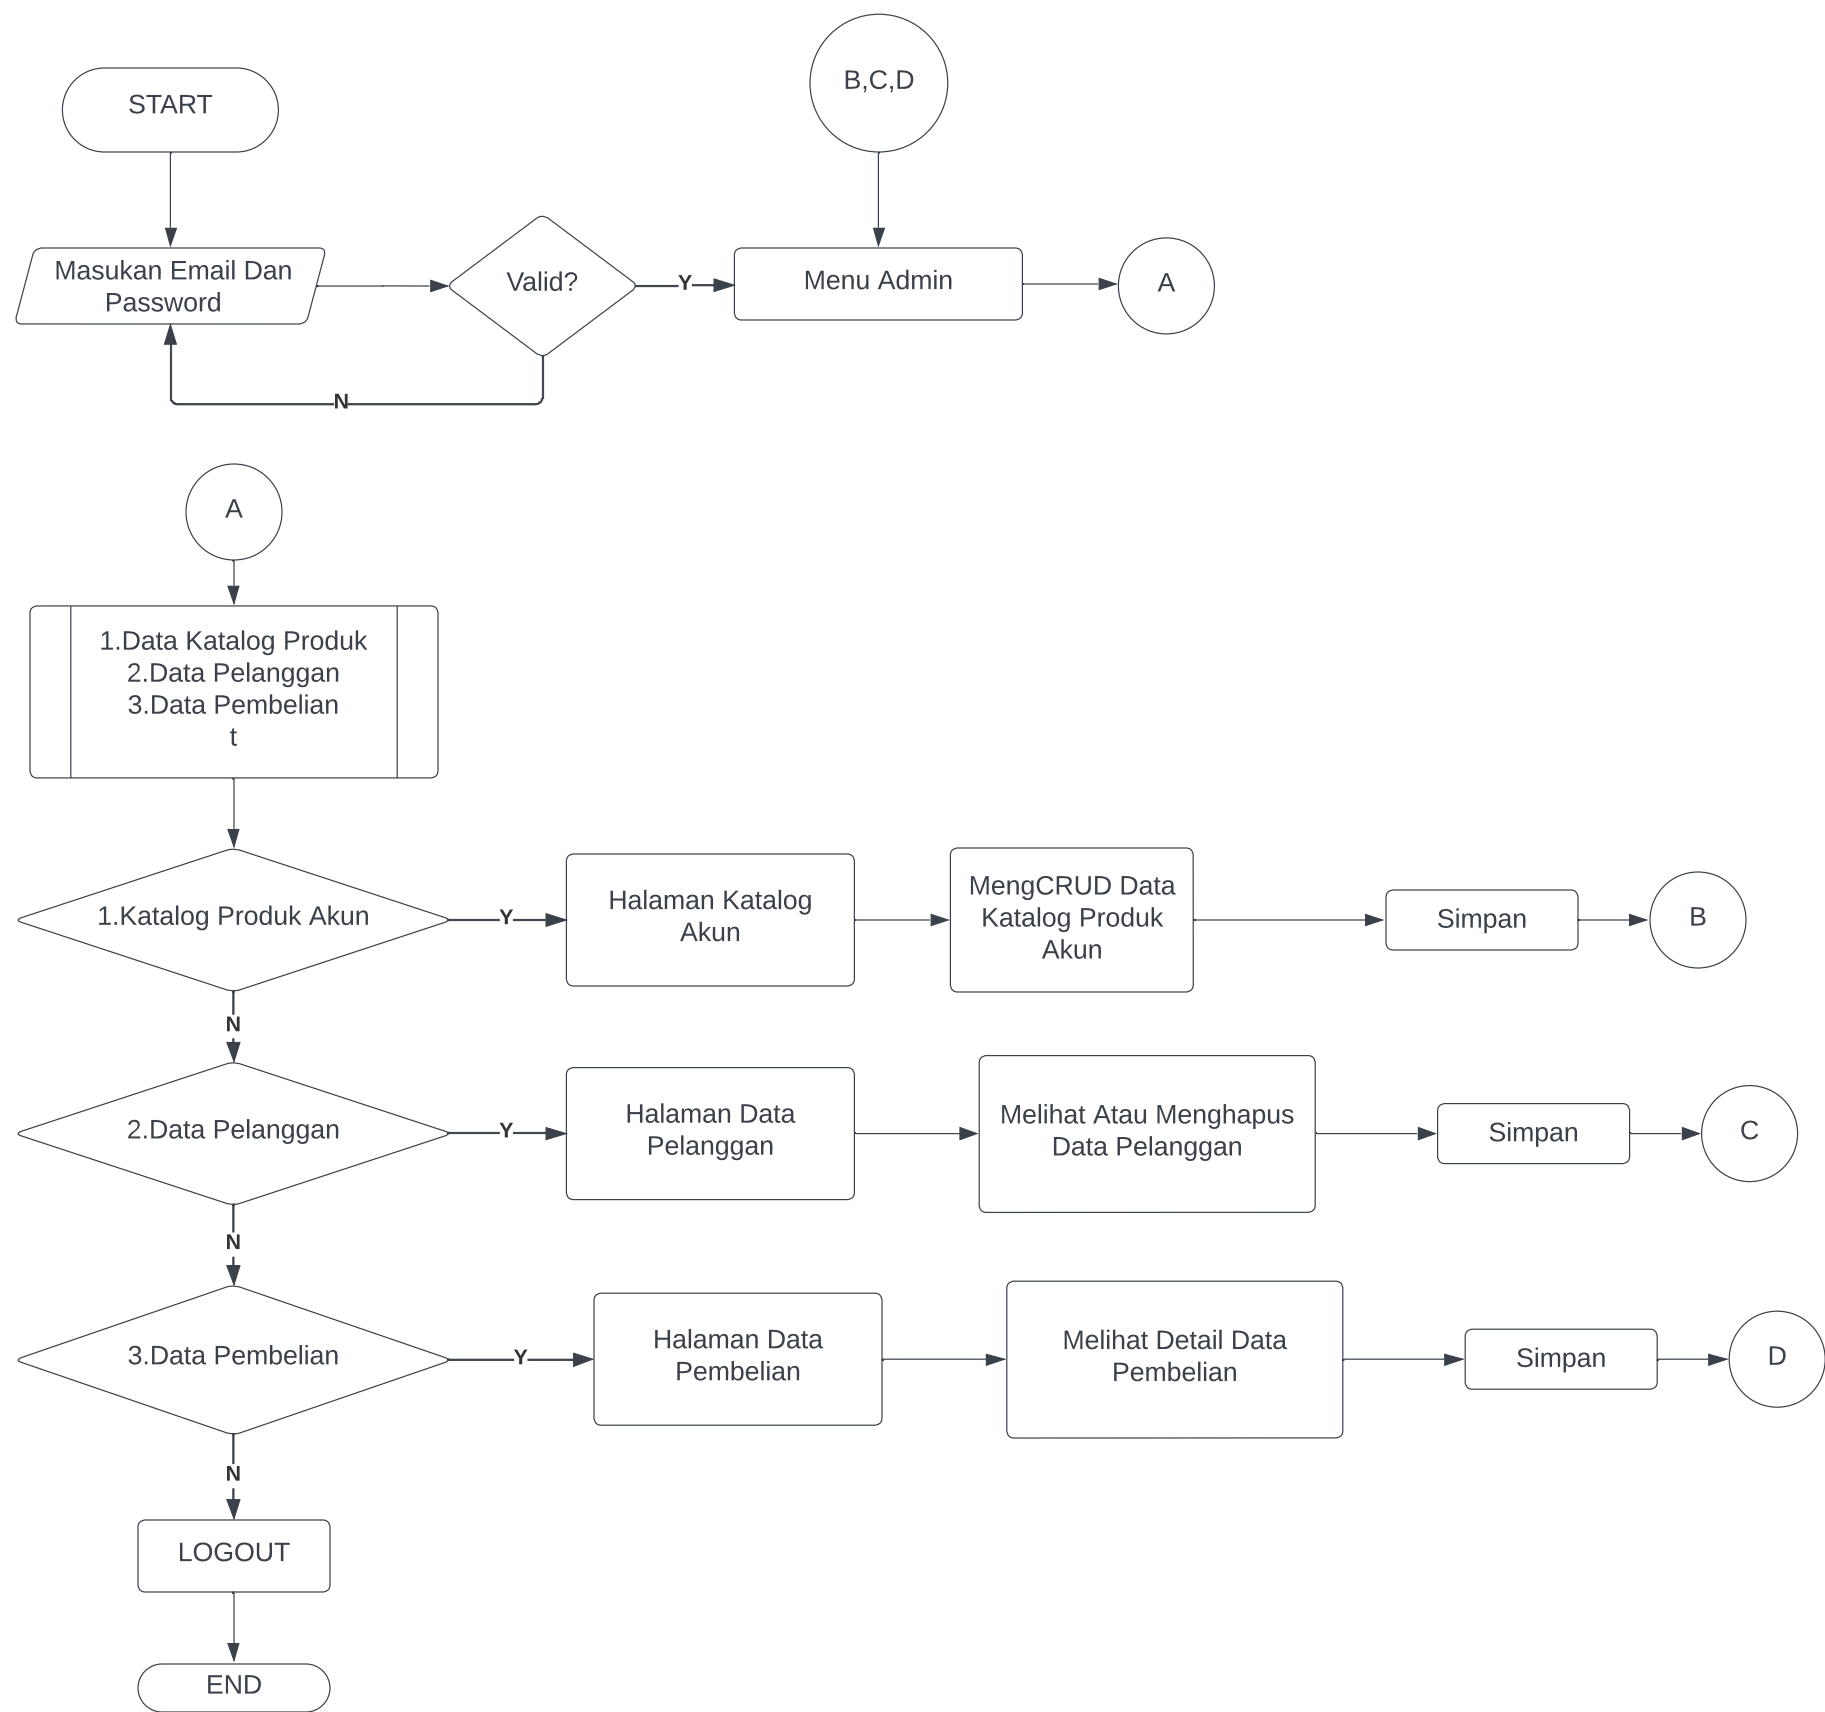 B,C,D
START
Masukan Email Dan
Password
Valid?
Y
Menu Admin
A
N
A
1.Data Katalog Produk
2.Data Pelanggan
3.Data Pembelian
t
1.Katalog Produk Akun
Y
Halaman Katalog
Akun
MengCRUD Data
Katalog Produk
Akun
Simpan
B
N
2.Data Pelanggan
Y
Halaman Data
Pelanggan
Melihat Atau Menghapus
Data Pelanggan
Simpan
C
N
3.Data Pembelian
Y
Halaman Data
Pembelian
Melihat Detail Data
Pembelian
Simpan
D
N
LOGOUT
END